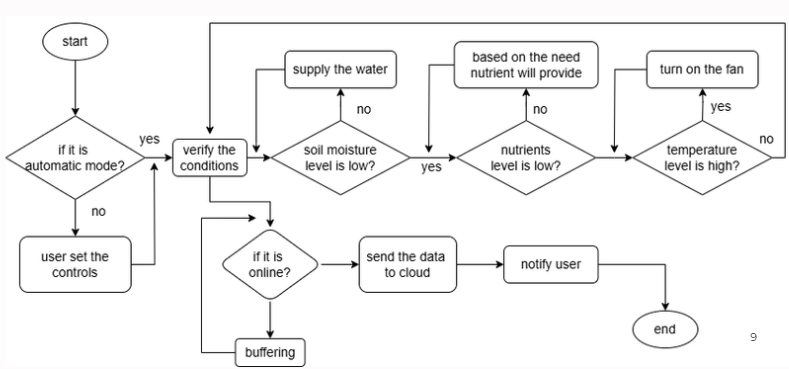 start
if it is
automatic mode?
yes
no
user set the
controls
verify the
conditions
supply the water
no
soil moisture
level is low?
yes
based on the need
nutrient will provide
no
nutrients
level is low?
turn on the fan
yes
temperature
level is high?
no
if it is
online?
buffering
send the data
to cloud
notify user
end
9